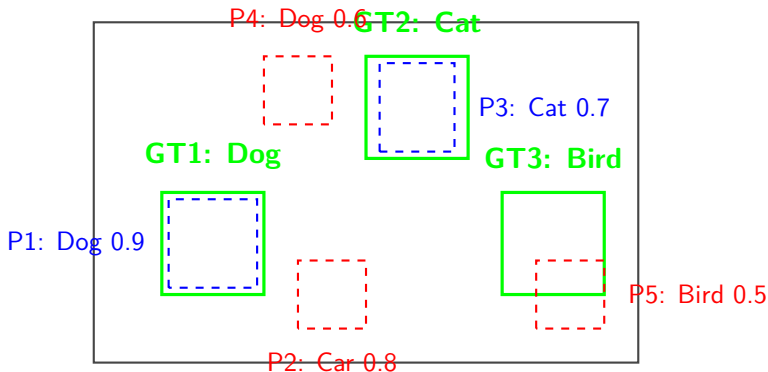 P4: Dog 0.6
GT2: Cat
P3: Cat 0.7
GT1: Dog
GT3: Bird
P1: Dog 0.9
P5: Bird 0.5
P2: Car 0.8